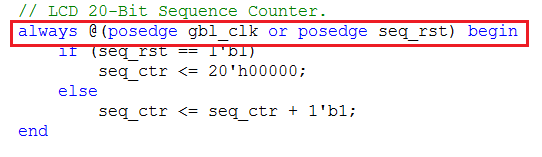 // LCD 20-Bit Sequence Counter.
always @(posedge gbl_clk or posedge seq_rst) begin
if (seq_rst == 1'b1)
seq_ctr <= 20'h00000;
else
seq_ctr <= seq_ctr + 1'b1;
end